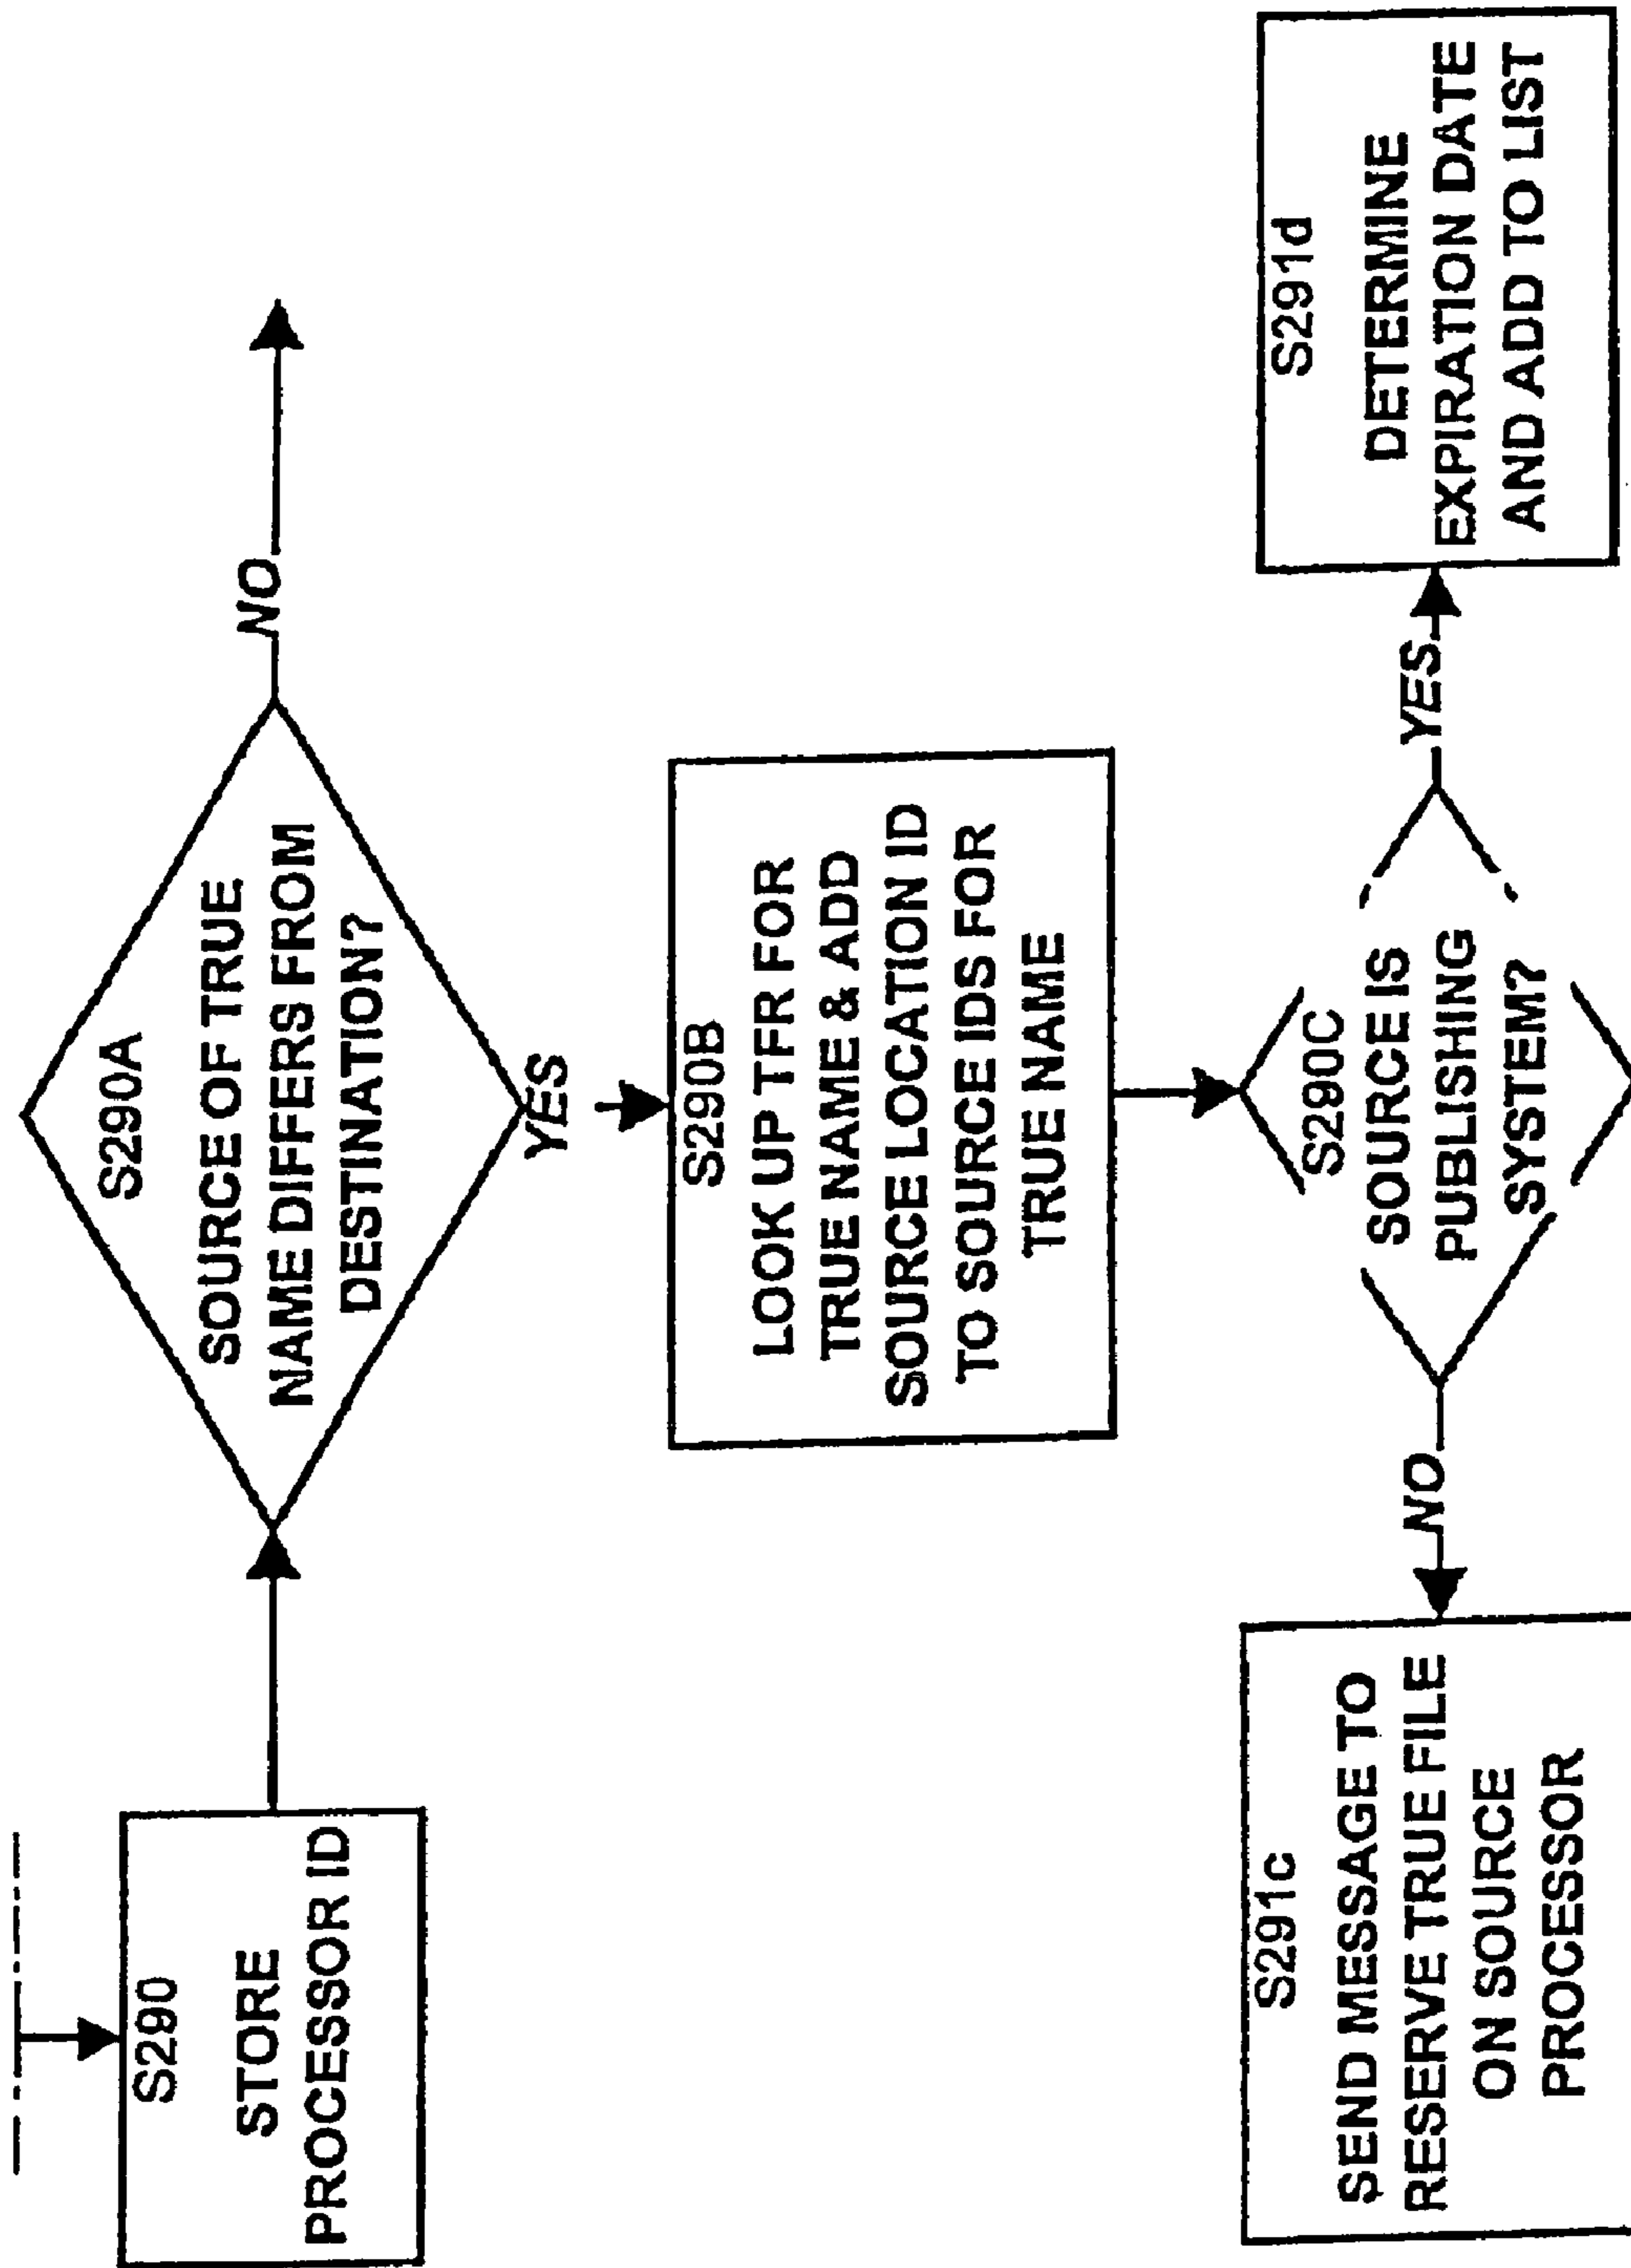 S290
STORE
PROCESSOR ID
S290A
SOURCE OF TRUE
NAME DIFFERS FROM
DESTINATION?
NO
YES
S290B
LOOK UP TFR FOR
TRUE NAME & ADD
SOURCE LOCATION ID
TO SOURCE IDS FOR
TRUE NAME
S290C
SOURCE IS
PUBLISHING
SYSTEM?
NO
YES
S291c
SEND MESSAGE TO
RESERVE TRUE FILE
ON SOURCE
PROCESSOR
S291d
DETERMINE
EXPIRATION DATE
AND ADD TO LIST